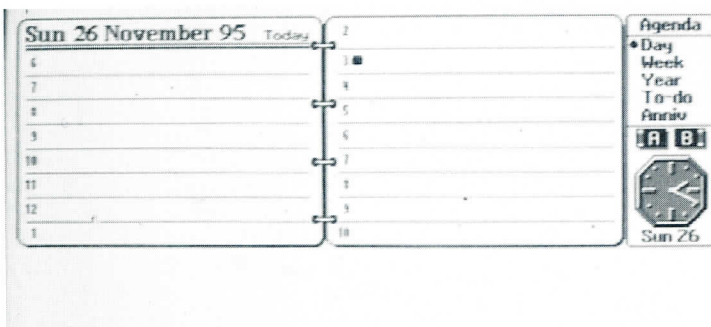 Sun 26 November 95 Today
6
7
8
9
10
11
12
1
2
3
4
5
6
7
8
9
10
Agenda
Day
Week
Year
To-do
Anniv
A B
Sun 26